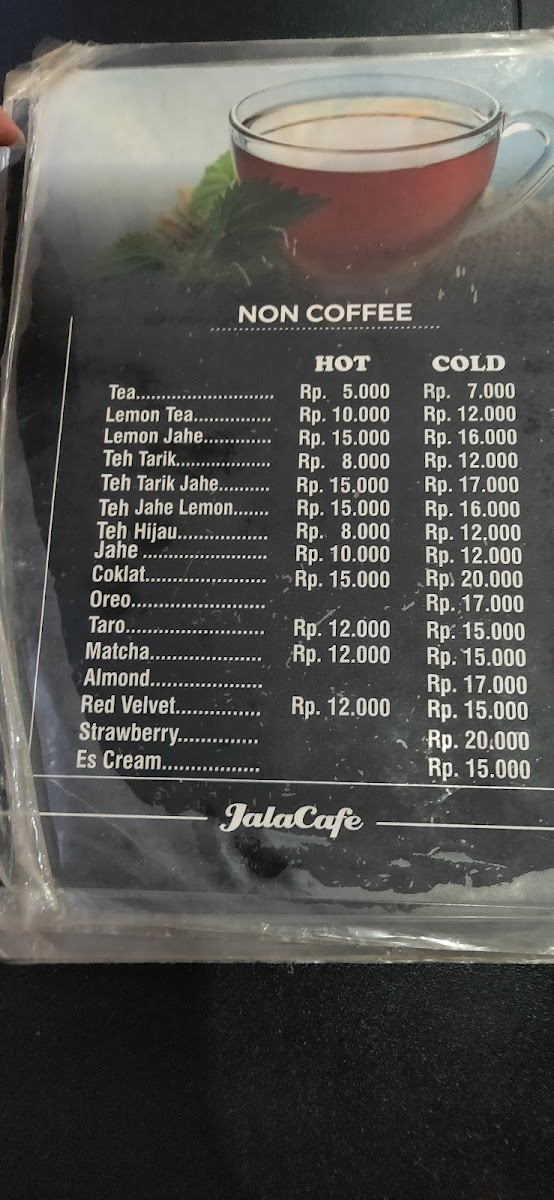 NON COFFEE
HOT COLD
Tea........................... Rp. 5.000 Rp. 7.000
Lemon Tea............... Rp. 10.000 Rp. 12.000
Lemon Jahe............. Rp. 15.000 Rp. 16.000
Teh Tarik................... Rp. 8.000 Rp. 12.000
Teh Tarik Jahe.......... Rp. 15.000 Rp. 17.000
Teh Jahe Lemon....... Rp. 15.000 Rp. 16.000
Teh Hijau.................. Rp. 8.000 Rp. 12.000
Jahe ......................... Rp. 10.000 Rp. 12.000
Coklat........................ Rp. 15.000 Rp. 20.000
Oreo........................... Rp. 17.000
Taro............................ Rp. 12.000 Rp. 15.000
Matcha...................... Rp. 12.000 Rp. 15.000
Almond...................... Rp. 17.000
Red Velvet................. Rp. 12.000 Rp. 15.000
Strawberry................ Rp. 20.000
Es Cream................... Rp. 15.000
JalaCafe